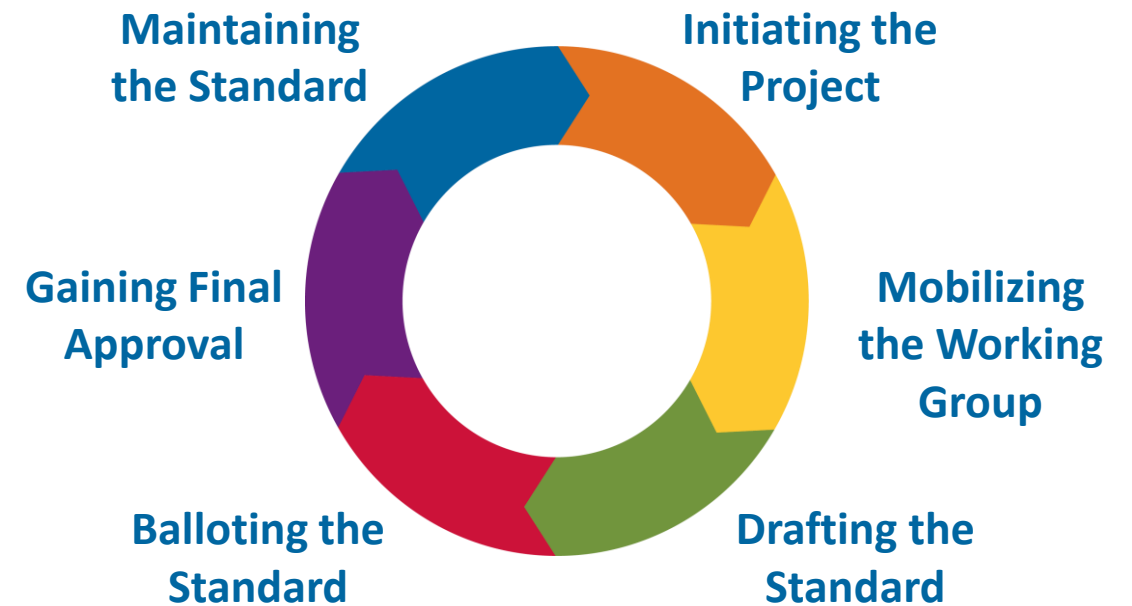 Maintaining
the Standard
Initiating the
Project
Gaining Final
Approval
Mobilizing
the Working
Group
Balloting the
Standard
Drafting the
Standard